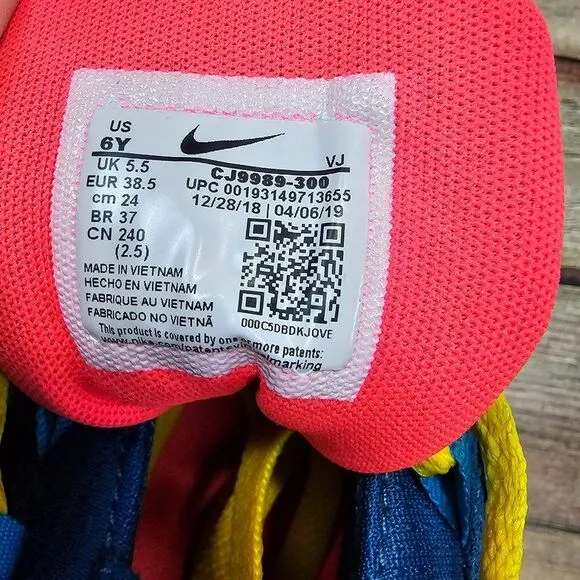 US
6Y
UK 5.5
EUR 38.5
cm 24
BR 37
CN 240
(2.5)
VJ
CJ9989-300
UPC 00193149713655
12/28/18 | 04/06/19
000C5DBDKJOVE
MADE IN VIETNAM
HECHO EN VIETNAM
FABRIQUE AU VIETNAM
FABRICADO NO VIETNÃ
This product is covered by one or more patents: